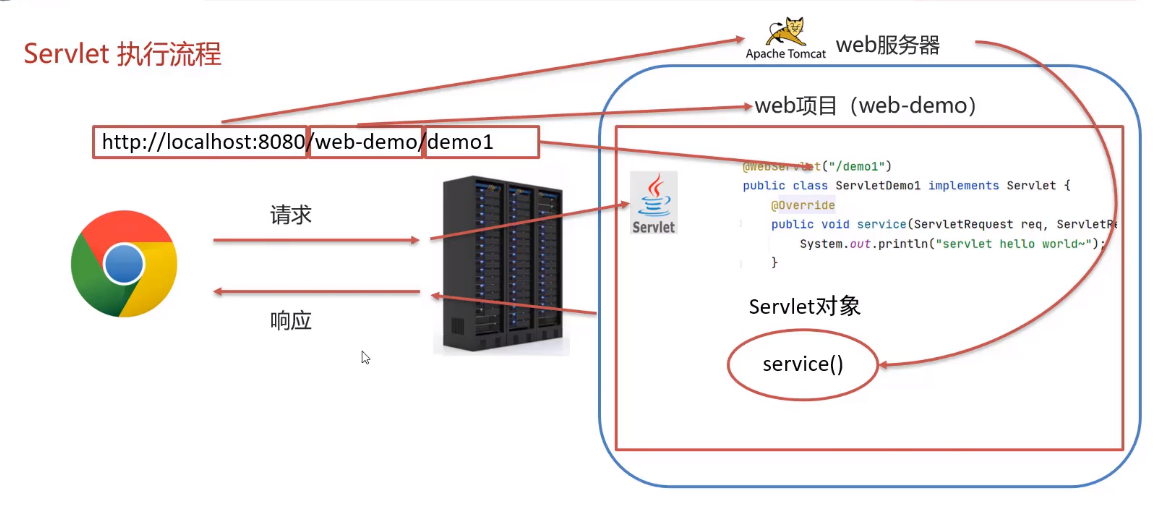 Servlet 执行流程
Apache Tomcat
web服务器
web项目（web-demo）
http://localhost:8080/web-demo/demo1
@WebServlet("/demo1")
public class ServletDemo1 implements Servlet {
@Override
public void service(ServletRequest req,
System.out.println("servlet hello world~");
}
请求
Servlet
响应
Servlet对象
service()